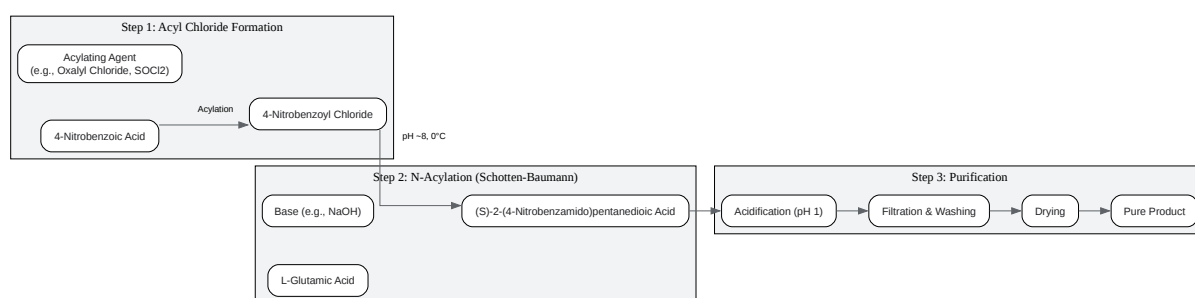 Step 1: Acyl Chloride Formation
Acylating Agent
(e.g., Oxalyl Chloride, SOCl2)
Acylation
4-Nitrobenzoyl Chloride
4-Nitrobenzoic Acid
pH ~8, 0°C
Step 2: N-Acylation (Schotten-Baumann)
Base (e.g., NaOH)
(S)-2-(4-Nitrobenzamido)pentanedioic Acid
L-Glutamic Acid
Step 3: Purification
Acidification (pH 1)
Filtration & Washing
Drying
Pure Product